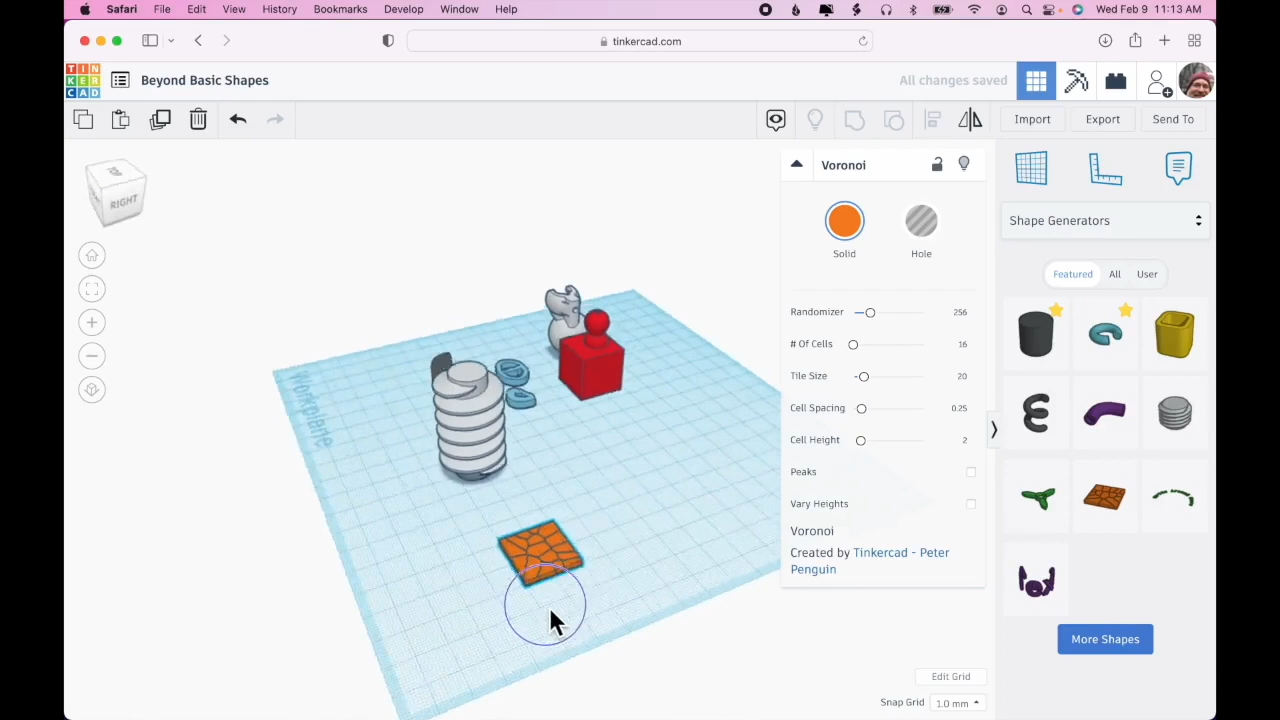 Safari File Edit View History Bookmarks Develop Window Help Wed Feb 9 11:13 AM
tinkercad.com
TIN
KER
CAD
Beyond Basic Shapes
All changes saved
Import Export Send To
RIGHT
Workplane
Voronoi
Solid Hole
Randomizer 256
# Of Cells 16
Tile Size 20
Cell Spacing 0.25
Cell Height 2
Peaks
Vary Heights
Voronoi
Created by Tinkercad - Peter
Penguin
Shape Generators
Featured All User
More Shapes
Edit Grid
Snap Grid 1.0 mm